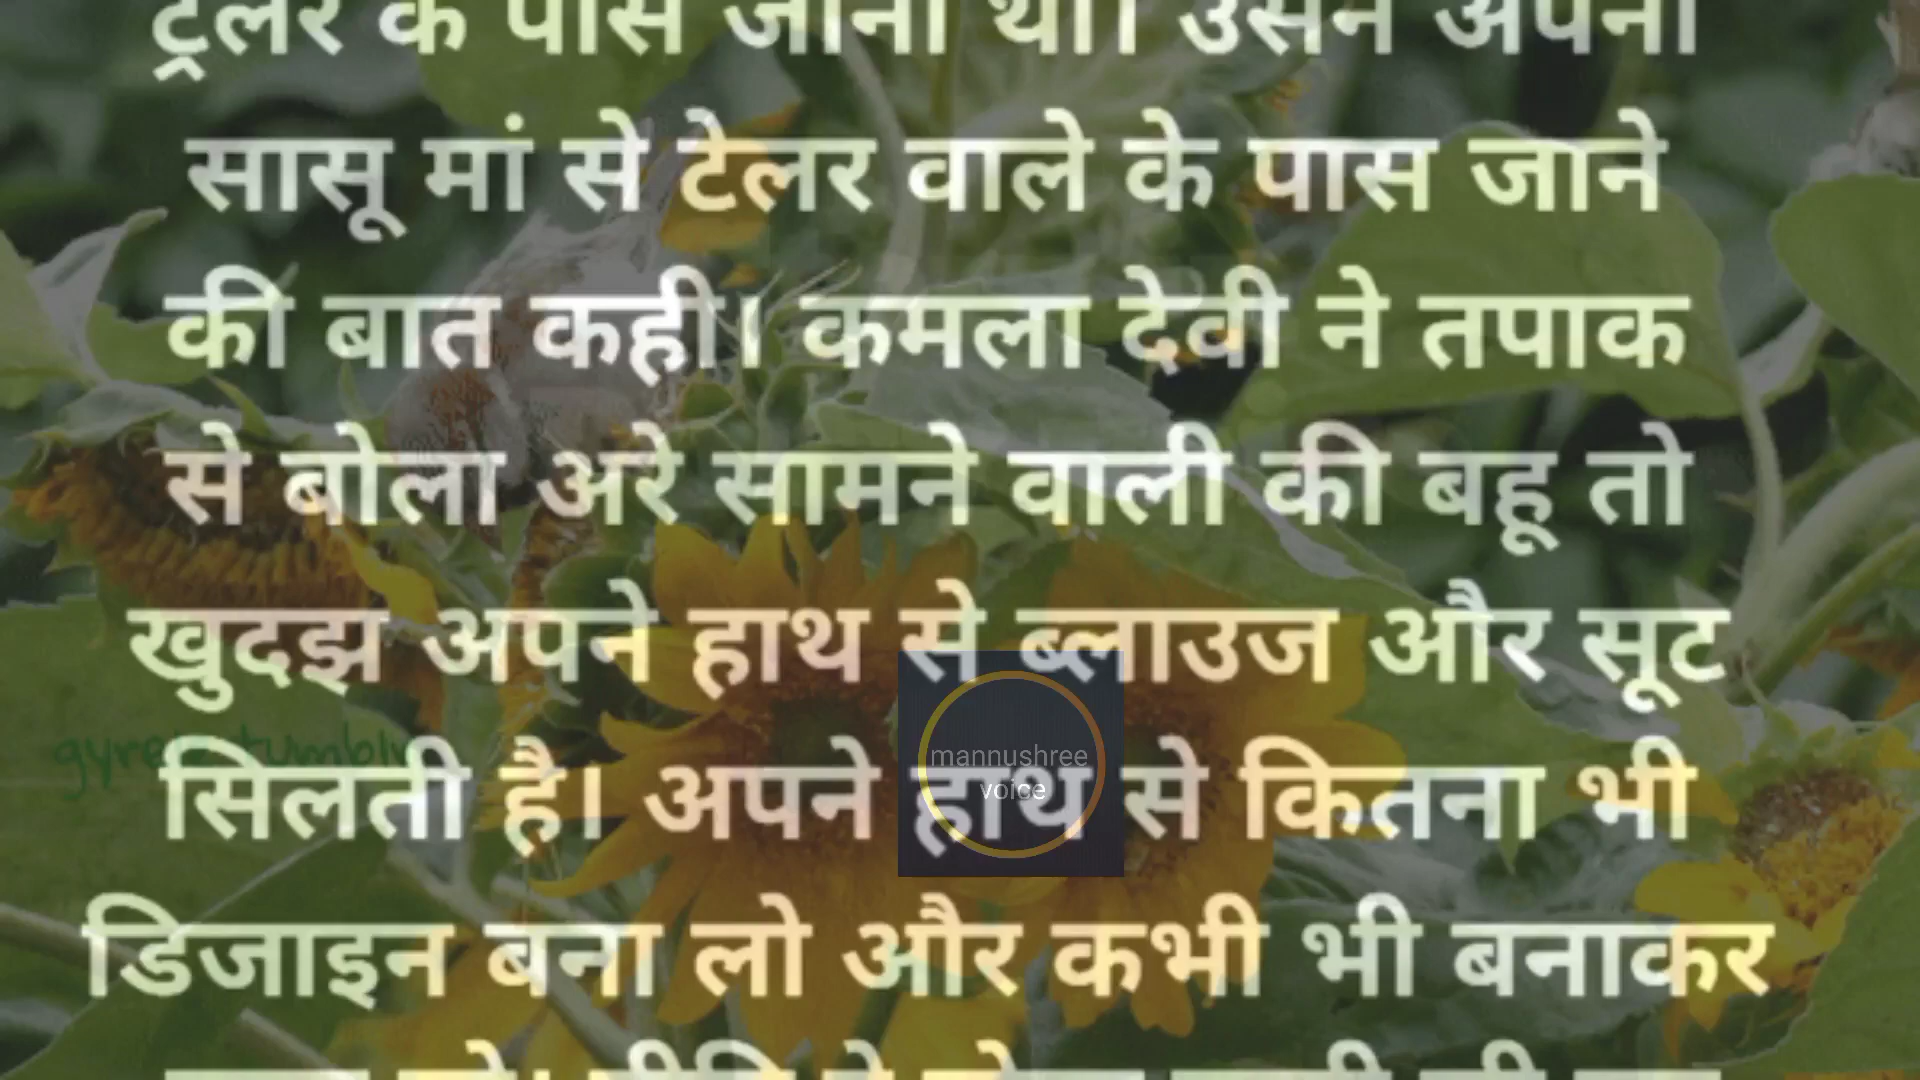 ट्रेलर के पास जाना था। उसने अपनी
सासू मां से टेलर वाले के पास जाने
की बात कही। कमला देवी ने तपाक
से बोला अरे सामने वाली की बहू तो
खुदझ अपने हाथ से ब्लाउज और सूट
सिलती है। अपने हाथ से कितना भी
डिजाइन बना लो और कभी भी बनाकर
mannushree
voice